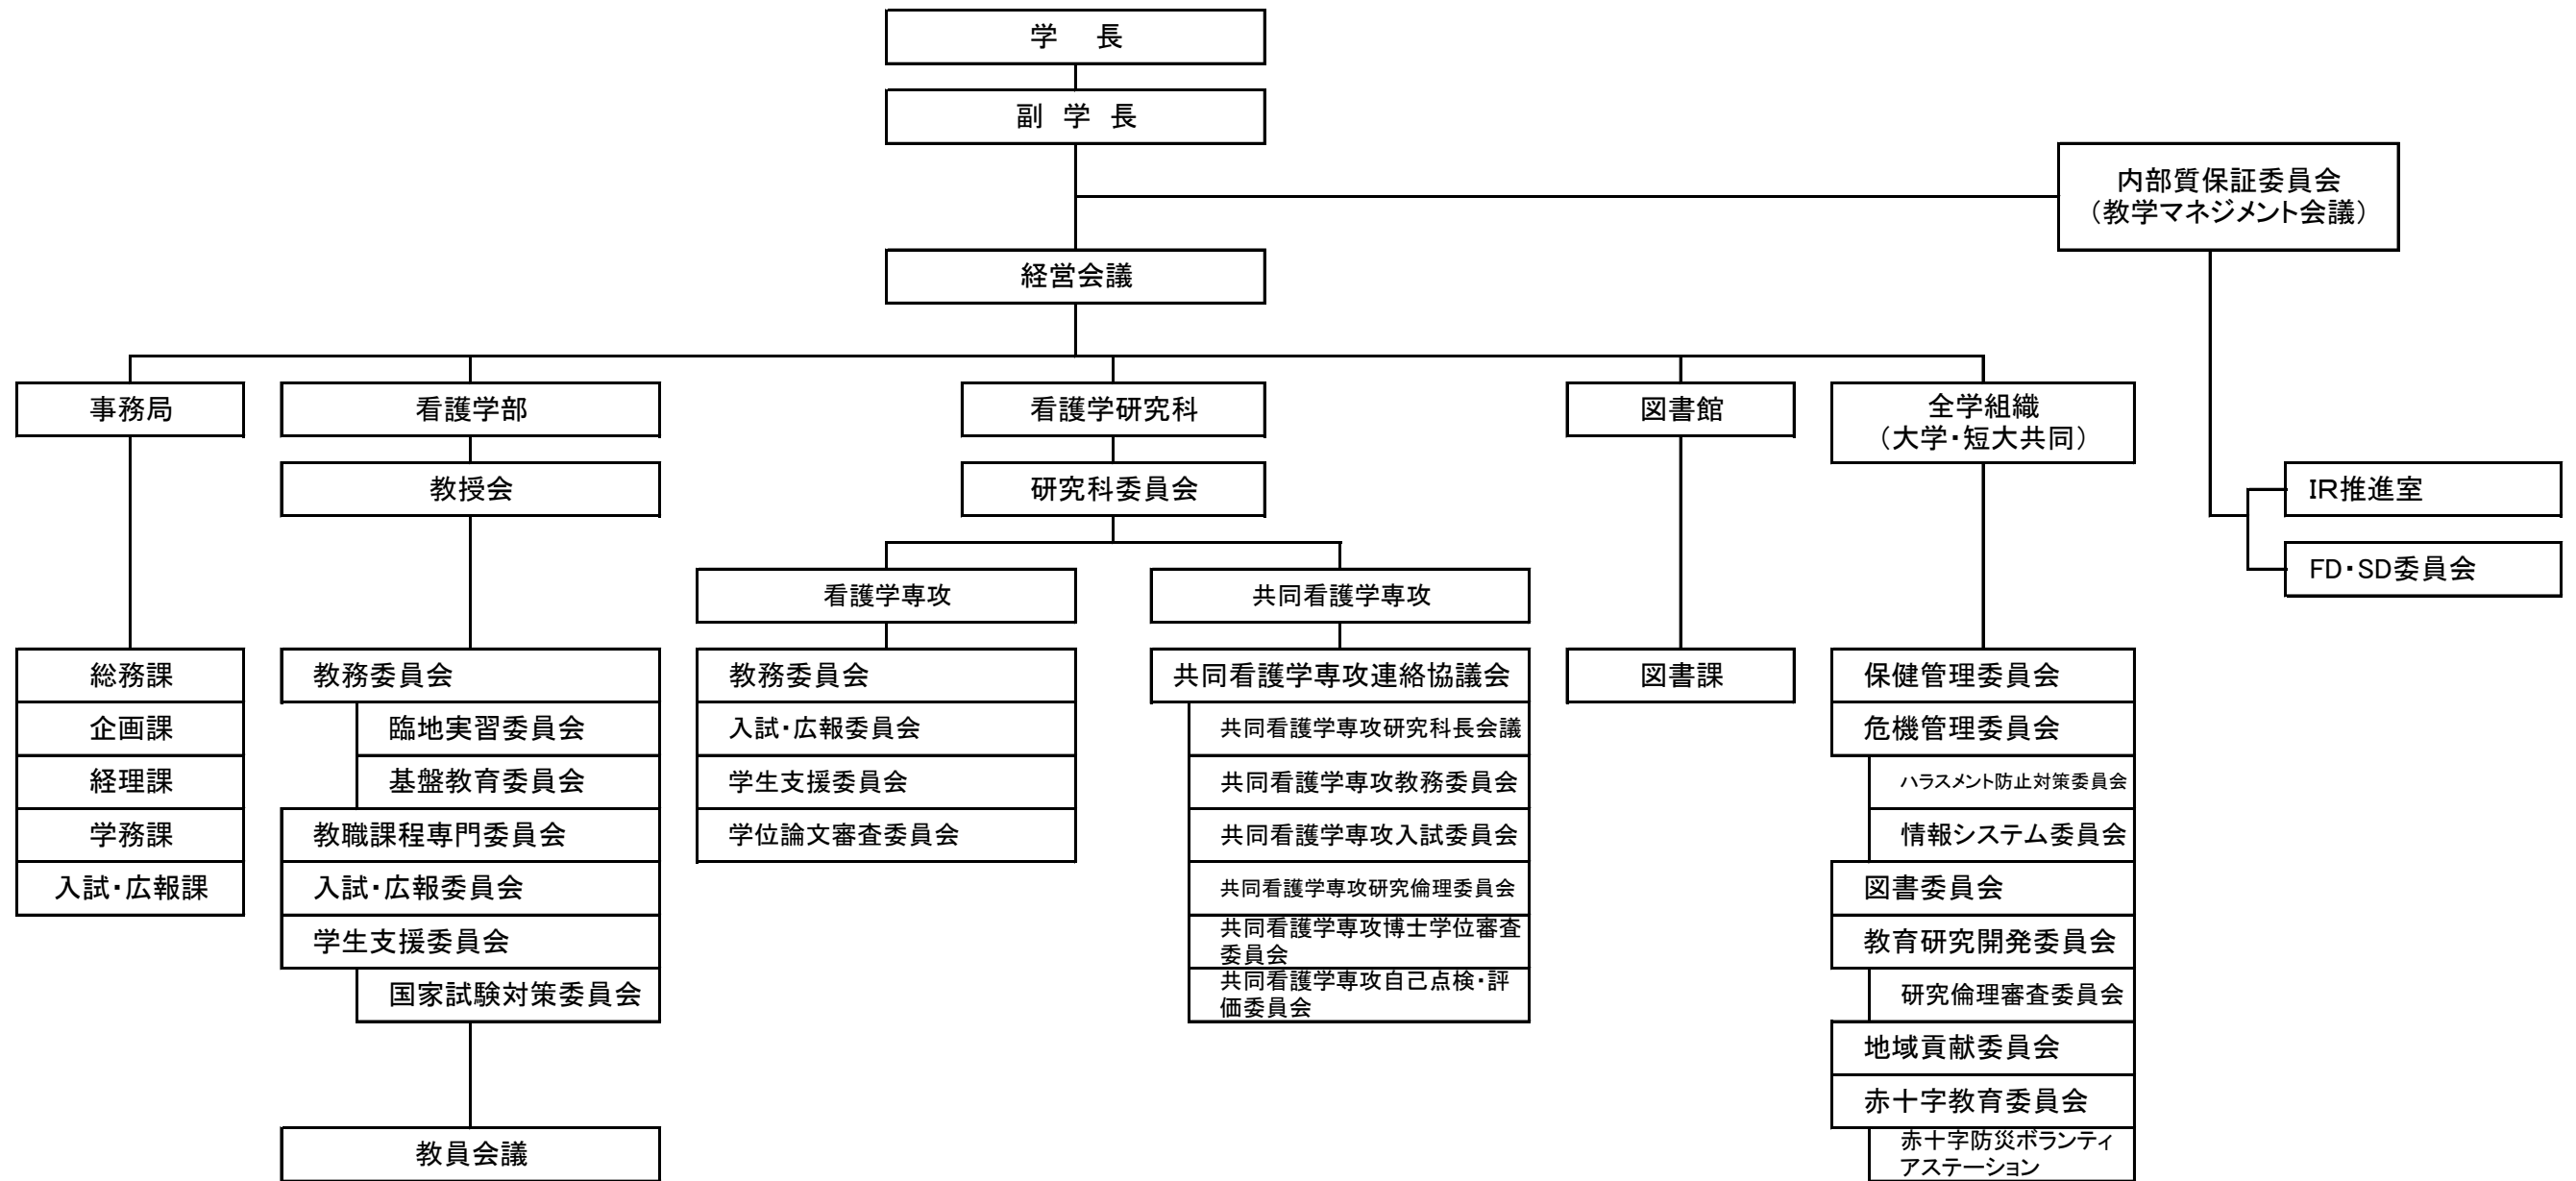 学　長
副 学 長
内部質保証委員会
（教学マネジメント会議）
経営会議
事務局
看護学部
看護学研究科
図書館
全学組織
（大学・短大共同）
教授会
研究科委員会
IR推進室
FD・SD委員会
看護学専攻
共同看護学専攻
総務課
企画課
経理課
学務課
入試・広報課
教務委員会
臨地実習委員会
基盤教育委員会
教職課程専門委員会
入試・広報委員会
学生支援委員会
国家試験対策委員会
教員会議
教務委員会
入試・広報委員会
学生支援委員会
学位論文審査委員会
共同看護学専攻連絡協議会
共同看護学専攻研究科長会議
共同看護学専攻教務委員会
共同看護学専攻入試委員会
共同看護学専攻研究倫理委員会
共同看護学専攻博士学位審査
委員会
共同看護学専攻自己点検・評
価委員会
図書課
保健管理委員会
危機管理委員会
ハラスメント防止対策委員会
情報システム委員会
図書委員会
教育研究開発委員会
研究倫理審査委員会
地域貢献委員会
赤十字教育委員会
赤十字防災ボランティ
アステーション